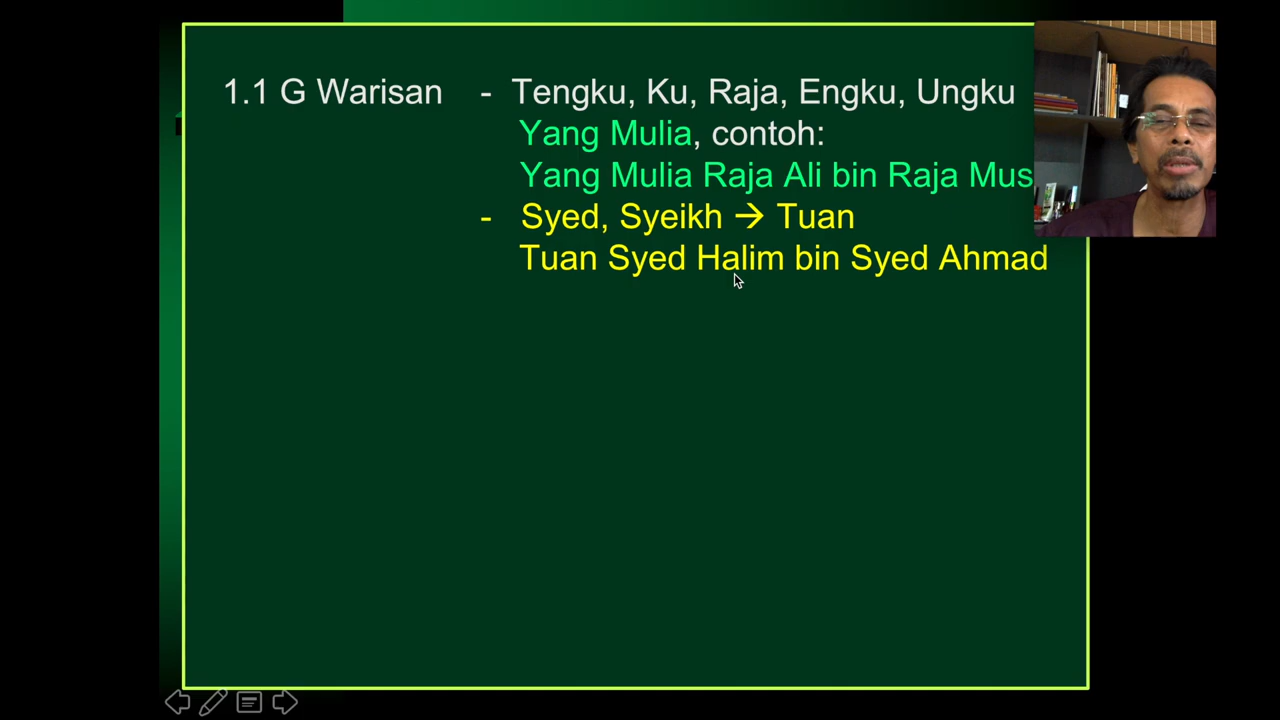 1.1 G Warisan - Tengku, Ku, Raja, Engku, Ungku
Yang Mulia, contoh:
Yang Mulia Raja Ali bin Raja
- Syed, Syeikh → Tuan
Tuan Syed Halim bin Syed Ahmad